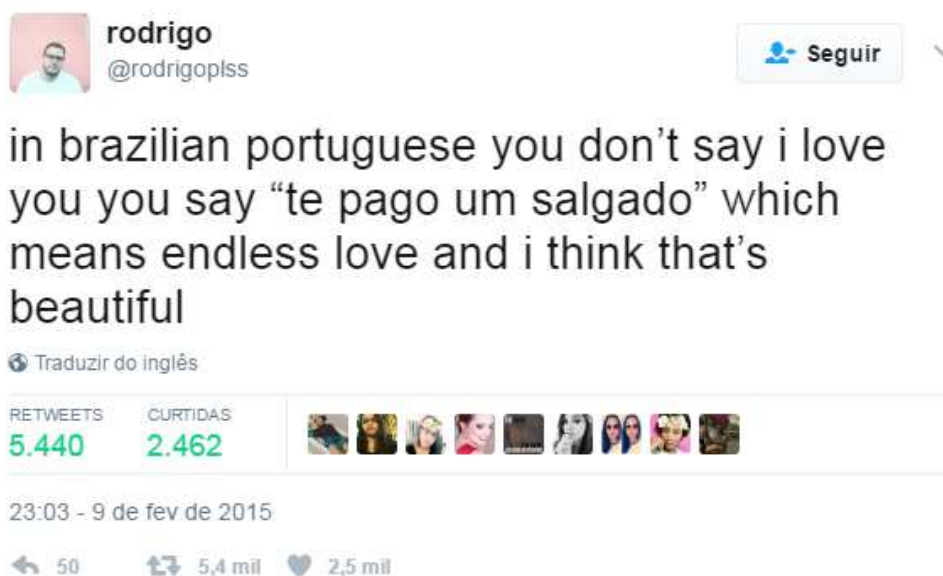 rodrigo
@rodrigoplss
Seguir
in brazilian portuguese you don’t say i love
you you say “te pago um salgado” which
means endless love and i think that’s
beautiful
Traduzir do inglês
RETWEETS CURTIDAS
5.440 2.462
23:03 - 9 de fev de 2015
50 5,4 mil 2,5 mil